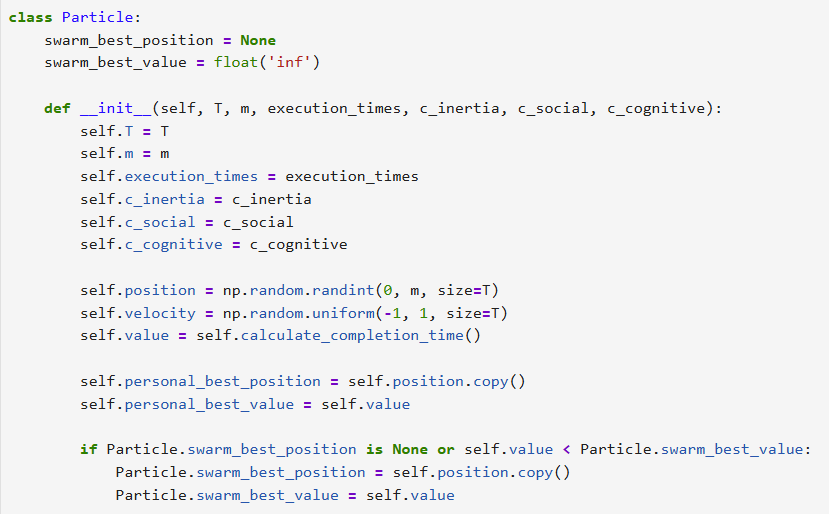 class Particle:
    swarm_best_position = None
    swarm_best_value = float('inf')

    def __init__(self, T, m, execution_times, c_inertia, c_social, c_cognitive):
        self.T = T
        self.m = m
        self.execution_times = execution_times
        self.c_inertia = c_inertia
        self.c_social = c_social
        self.c_cognitive = c_cognitive

        self.position = np.random.randint(0, m, size=T)
        self.velocity = np.random.uniform(-1, 1, size=T)
        self.value = self.calculate_completion_time()

        self.personal_best_position = self.position.copy()
        self.personal_best_value = self.value

        if Particle.swarm_best_position is None or self.value < Particle.swarm_best_value:
            Particle.swarm_best_position = self.position.copy()
            Particle.swarm_best_value = self.value